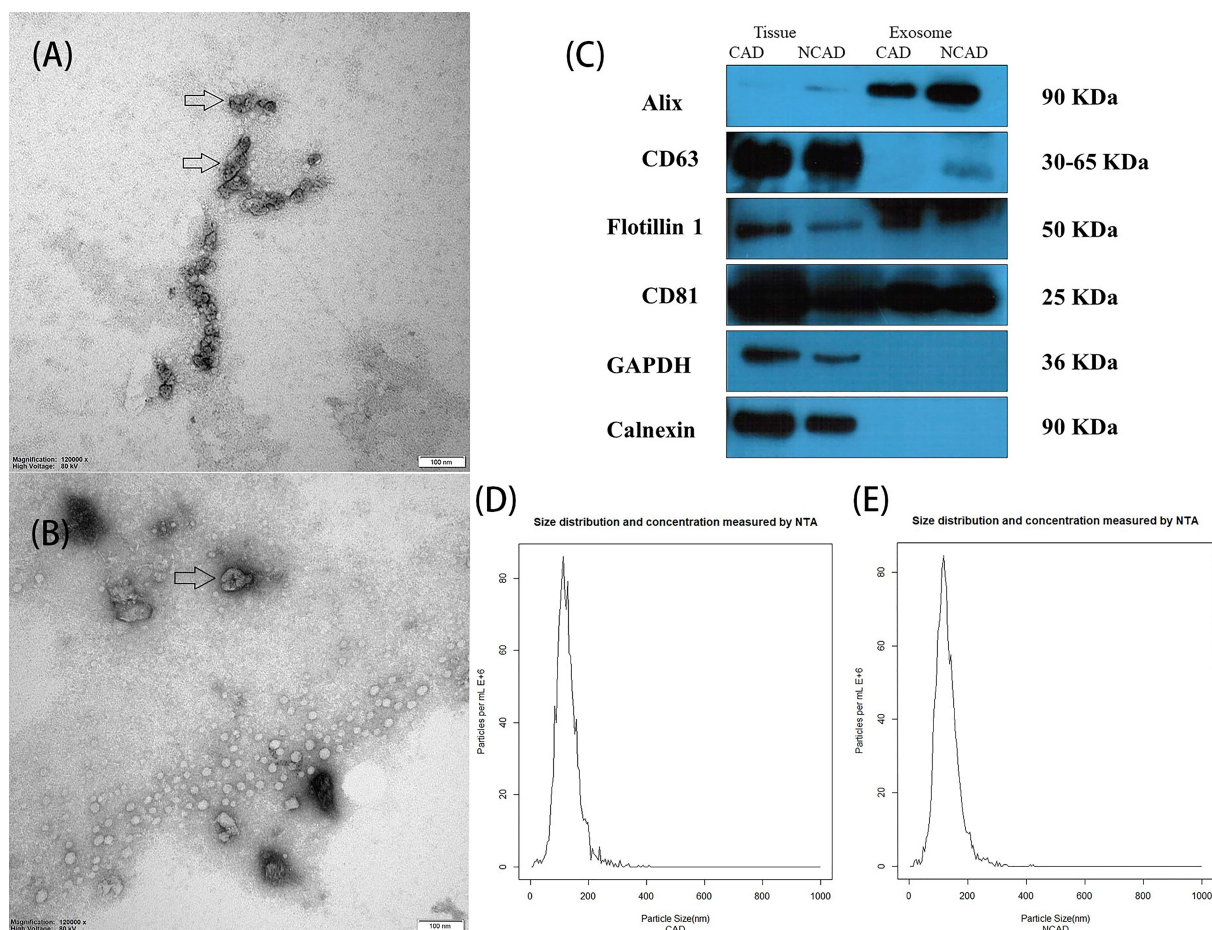 (A)
Magnification: 120000 x
High Voltage: 80 kV
100 nm
(B)
Magnification: 120000 x
High Voltage: 80 kV
100 nm
(C)
Tissue Exosome
CAD NCAD CAD NCAD
Alix 90 KDa
CD63 30-65 KDa
Flotillin 1 50 KDa
CD81 25 KDa
GAPDH 36 KDa
Calnexin 90 KDa
(D)
Size distribution and concentration measured by NTA
Particles per mL E+6
80
60
40
20
0
0 200 400 600 800 1000
Particle Size(nm)
CAD
(E)
Size distribution and concentration measured by NTA
Particles per mL E+6
80
60
40
20
0
0 200 400 600 800 1000
Particle Size(nm)
NCAD